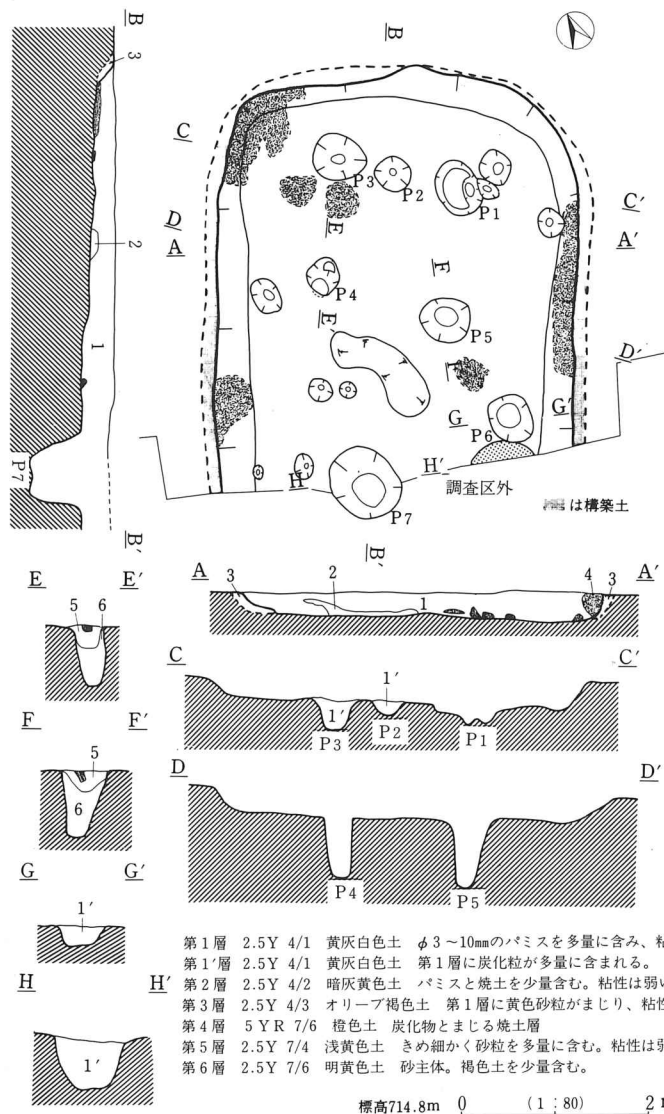 B
B
3
C
P3
P2
P1
C′
D
A
E
A′
2
F
P4
P5
E′
1
D′
G
G′
P6
H
H′
調査区外
P7
P7
は構築土
B′
B′
E
E′
5
6
A
3
2
1
4
3
A′
C
C′
1′
1′
P3
P2
P1
F
F′
5
6
D
D′
P4
P5
G
G′
1′
H
H′
1′
第1層 2.5Y 4/1 黄灰白色土 φ3～10㎜のパミスを多量に含み、粘
第1′層 2.5Y 4/1 黄灰白色土 第1層に炭化粒が多量に含まれる。
第2層 2.5Y 4/2 暗灰黄色土 パミスと焼土を少量含む。粘性は弱い
第3層 2.5Y 4/3 オリーブ褐色土 第1層に黄色砂粒がまじり、粘性
第4層 5YR 7/6 橙色土 炭化物とまじる焼土層
第5層 2.5Y 7/4 浅黄色土 きめ細かく砂粒を多量に含む。粘性は弱
第6層 2.5Y 7/6 明黄色土 砂主体。褐色土を少量含む。
標高714.8m 0 (1:80) 2m